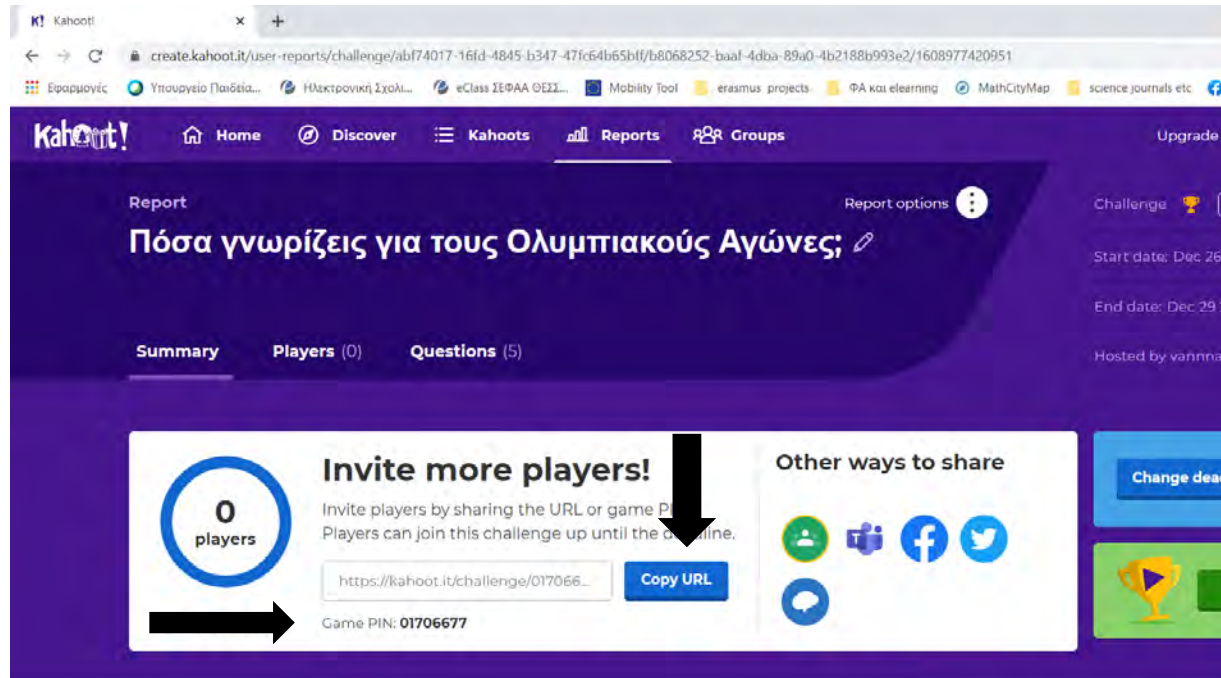 K! Kahoot!
create.kahoot.it/user-reports/challenge/abf74017-16fd-4845-b347-47fc64b65bff/b8068252-baaf-4dba-89a0-4b2188b993e2/1608977420951
Εφαρμογές Υπουργείο Παιδεία... Ηλεκτρονική Σχολι... eClass ΣΕΦΑΑ ΘΕΣΣ... Mobility Tool erasmus projects ΦΑ και elearning MathCityMap science journals etc
Kahoot! Home Discover Kahoots Reports Groups Upgrade
Report Report options Challenge
Πόσα γνωρίζεις για τους Ολυμπιακούς Αγώνες;
Start date: Dec 26
End date: Dec 29
Summary Players (0) Questions (5)
Hosted by vannna
0
players
Invite more players!
Invite players by sharing the URL or game
Players can join this challenge up until the
https://kahoot.it/challenge/017066... Copy URL
Game PIN: 01706677
Other ways to share
Change dea